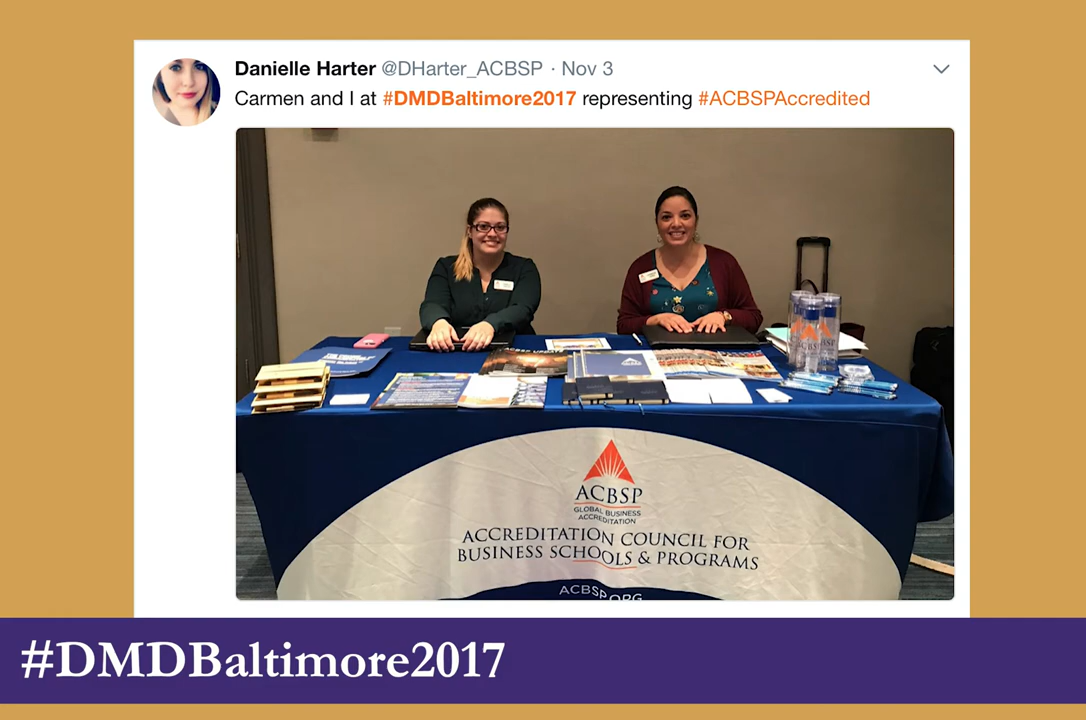 Danielle Harter @DHarter_ACBSP · Nov 3
Carmen and I at #DMDBaltimore2017 representing #ACBSPAccredited
ACBSP
GLOBAL BUSINESS
ACCREDITATION
ACCREDITATION COUNCIL FOR
BUSINESS SCHOOLS & PROGRAMS
ACBSP.ORG
#DMDBaltimore2017